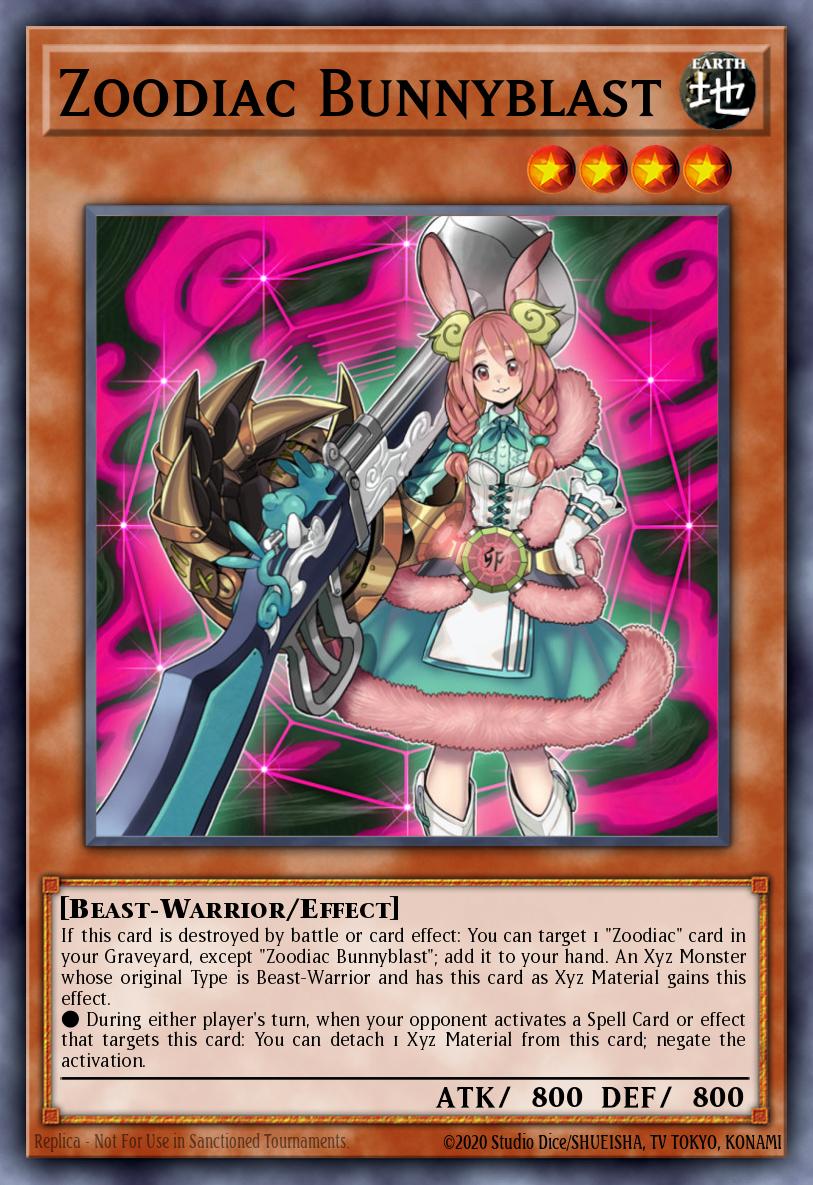 Zoodiac Bunnyblast
EARTH
地
卯
[Beast-Warrior/Effect]
If this card is destroyed by battle or card effect: You can target 1 "Zoodiac" card in
your Graveyard, except "Zoodiac Bunnyblast"; add it to your hand. An Xyz Monster
whose original Type is Beast-Warrior and has this card as Xyz Material gains this
effect.
● During either player's turn, when your opponent activates a Spell Card or effect
that targets this card: You can detach 1 Xyz Material from this card; negate the
activation.
ATK/ 800 DEF/ 800
Replica - Not For Use in Sanctioned Tournaments.
©2020 Studio Dice/SHUEISHA, TV TOKYO, KONAMI